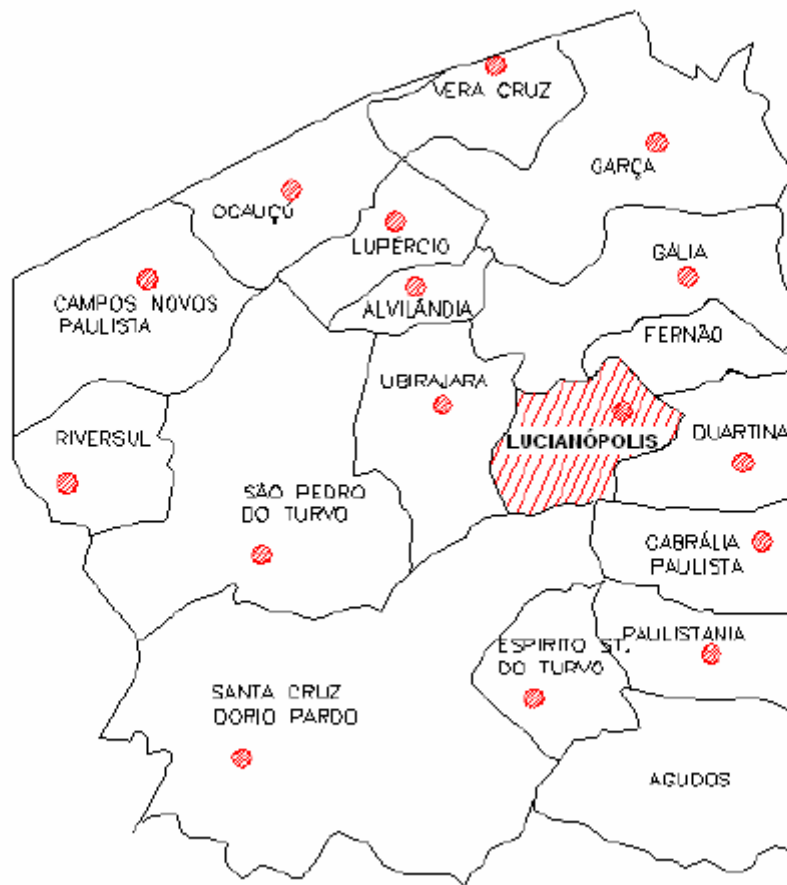 VERA CRUZ
GARÇA
OCAUÇÚ
LUPÉRCIO
GÁLIA
CAMPOS NOVOS
PAULISTA
ALVILÂNDIA
FERNÃO
UBIRAJARA
RIVERSUL
LUCIANÓPOLIS
DUARTINA
SÃO PEDRO
DO TURVO
CABRÁLIA
PAULISTA
ESPIRITO ST.
DO TURVO
PAULISTANIA
SANTA CRUZ
DORIO PARDO
AGUDOS